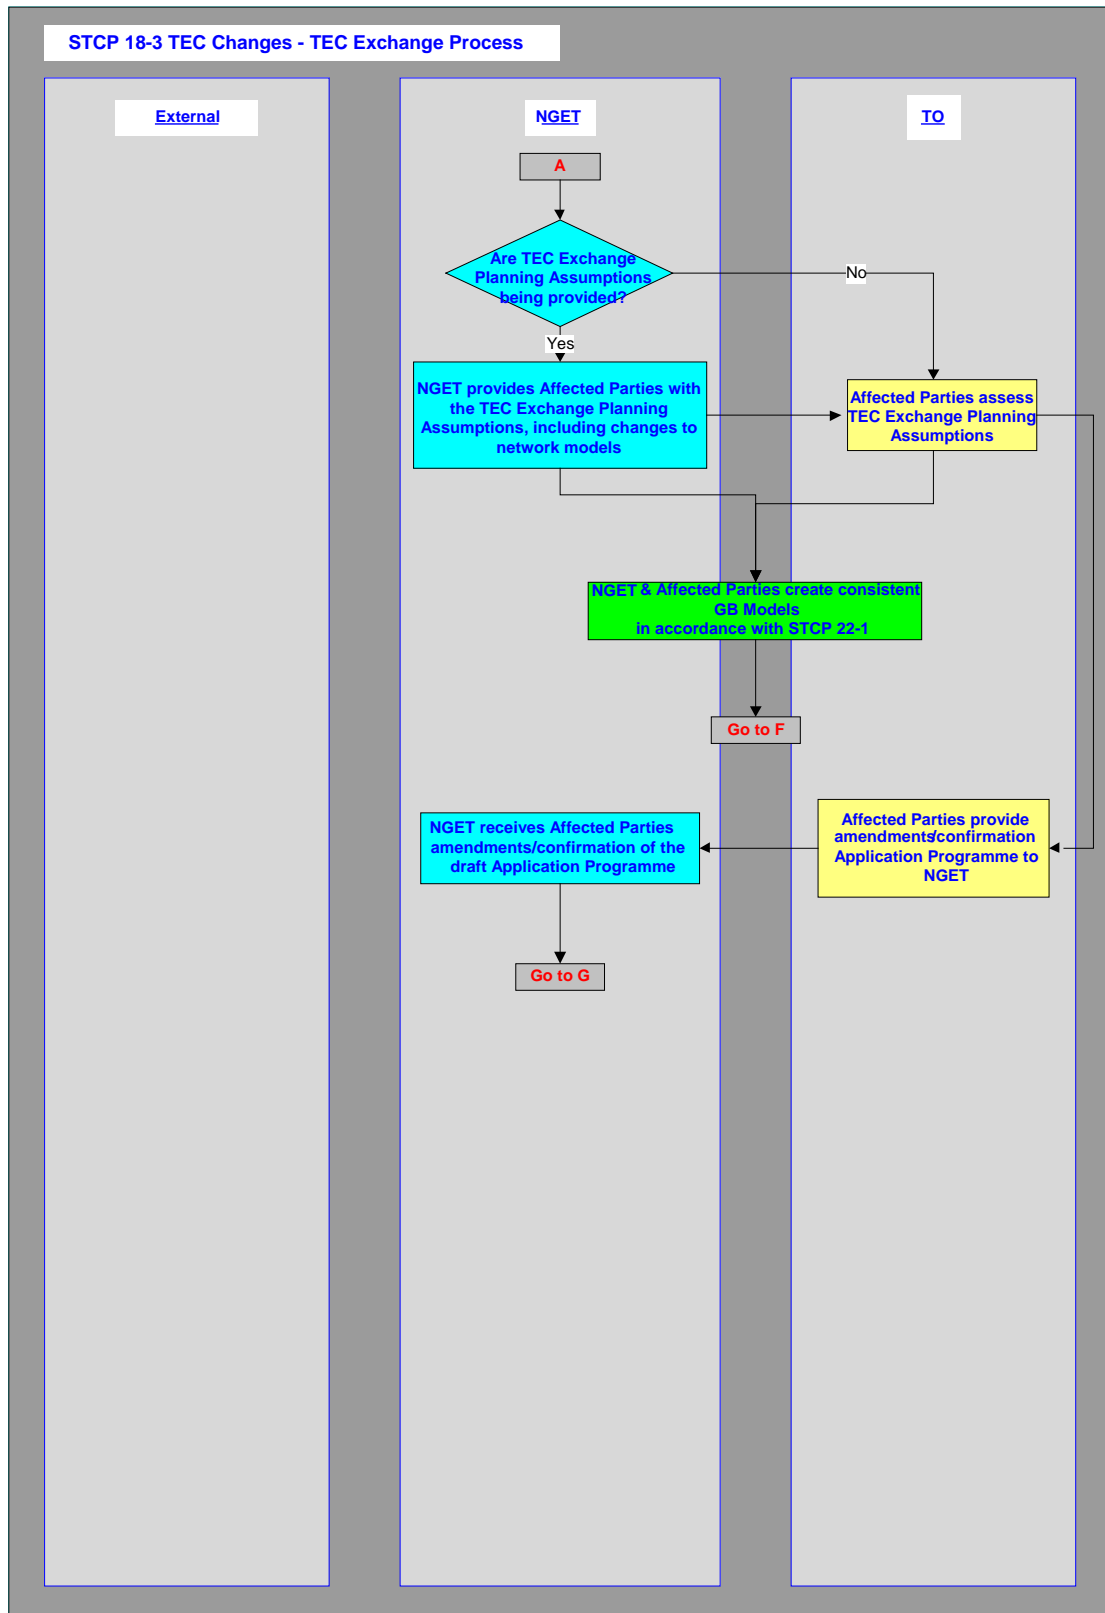 STCP 18-3 TEC Changes - TEC Exchange Process
External
NGET
TO
A
Are TEC Exchange
Planning Assumptions
being provided?
No
Yes
NGET provides Affected Parties with
the TEC Exchange Planning
Assumptions, including changes to
network models
Affected Parties assess
TEC Exchange Planning
Assumptions
NGET & Affected Parties create consistent
GB Models
in accordance with STCP 22-1
Go to F
Affected Parties provide
amendments/confirmation
Application Programme to
NGET
NGET receives Affected Parties
amendments/confirmation of the
draft Application Programme
Go to G